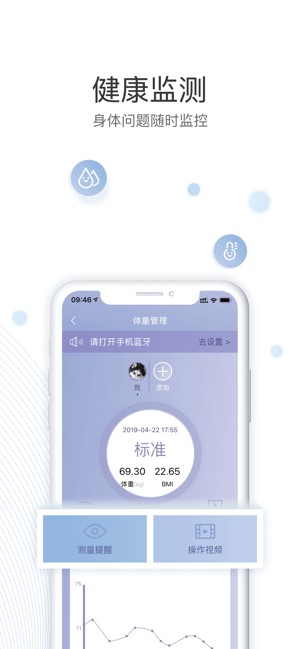 健康监测
身体问题随时监控
09:46
体重管理
请打开手机蓝牙 去设置 >
我 添加
2019-04-22 17:56
标准
69.30 22.65
体重(kg) BMI
测量提醒 操作视频
75
71